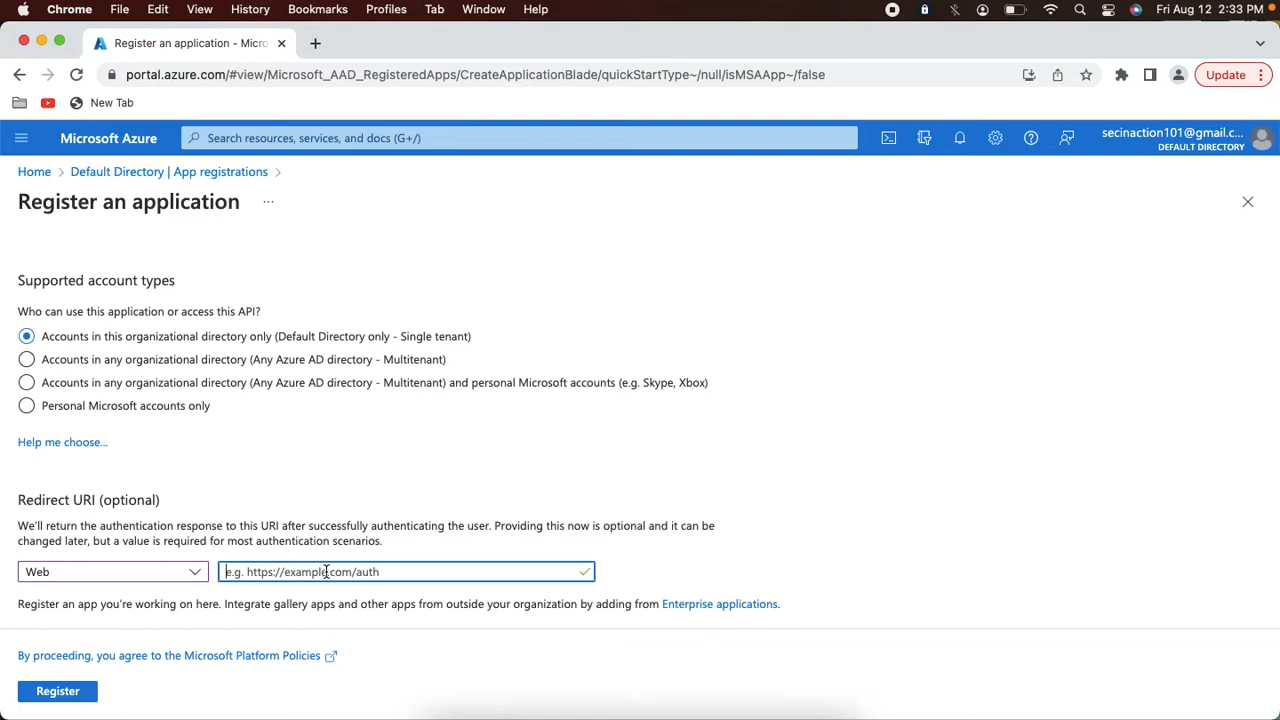 Chrome File Edit View History Bookmarks Profiles Tab Window Help Fri Aug 12 2:33 PM
Register an application - Micro
portal.azure.com/#view/Microsoft_AAD_RegisteredApps/CreateApplicationBlade/quickStartType~/null/isMSAApp~/false Update
New Tab
Microsoft Azure Search resources, services, and docs (G+/) secinaction101@gmail.c...
DEFAULT DIRECTORY
Home > Default Directory | App registrations >
Register an application ...
Supported account types
Who can use this application or access this API?
Accounts in this organizational directory only (Default Directory only - Single tenant)
Accounts in any organizational directory (Any Azure AD directory - Multitenant)
Accounts in any organizational directory (Any Azure AD directory - Multitenant) and personal Microsoft accounts (e.g. Skype, Xbox)
Personal Microsoft accounts only
Help me choose...
Redirect URI (optional)
We'll return the authentication response to this URI after successfully authenticating the user. Providing this now is optional and it can be
changed later, but a value is required for most authentication scenarios.
Web e.g. https://example.com/auth
Register an app you're working on here. Integrate gallery apps and other apps from outside your organization by adding from Enterprise applications.
By proceeding, you agree to the Microsoft Platform Policies
Register